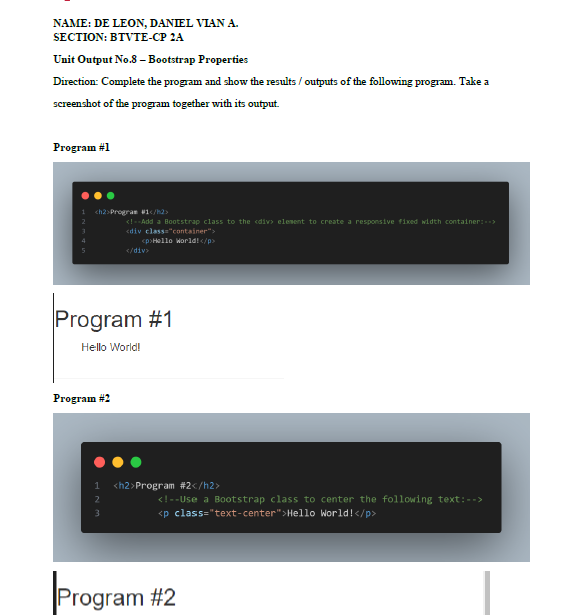 NAME: DE LEON, DANIEL VIAN A.
SECTION: BTVTE-CP 2A
Unit Output No.8 – Bootstrap Properties
Direction: Complete the program and show the results / outputs of the following program. Take a
screenshot of the program together with its output.
Program #1
1 <h2>Program #1</h2>
2 <!--Add a Bootstrap class to the <div> element to create a responsive fixed width container:-->
3 <div class="container">
4 <p>Hello World!</p>
5 </div>
Program #1
Hello World!
Program #2
1 <h2>Program #2</h2>
2 <!--Use a Bootstrap class to center the following text:-->
3 <p class="text-center">Hello World!</p>
Program #2